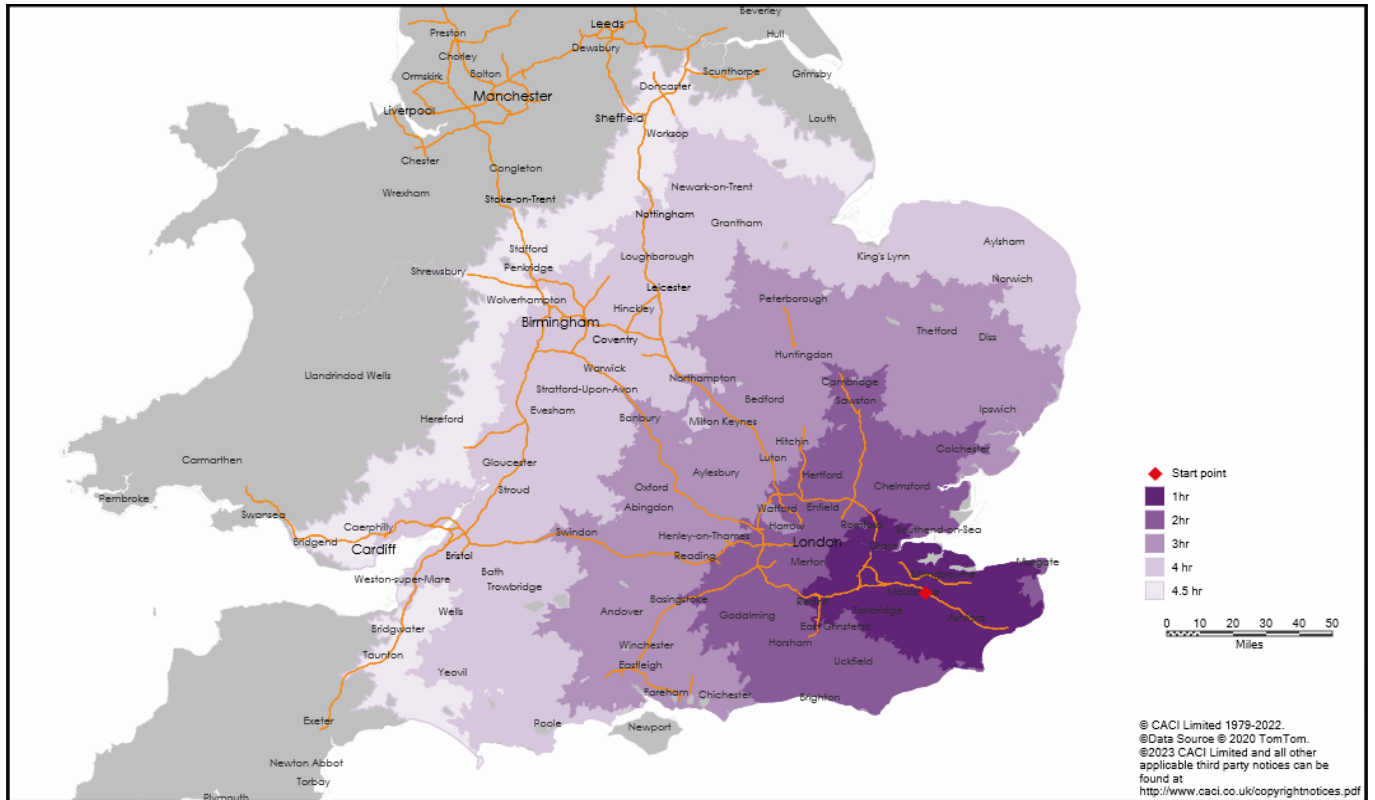 Beverley
Leeds
Preston
Hull
Dewsbury
Chorley
Bolton
Ormskirk
Scunthorpe
Grimsby
Doncaster
Manchester
Liverpool
Sheffield
Louth
Worksop
Chester
Congleton
Wrexham
Newark-on-Trent
Stoke-on-Trent
Nottingham
Grantham
Aylsham
Stafford
Loughborough
King's Lynn
Penkridge
Shrewsbury
Norwich
Leicester
Wolverhampton
Peterborough
Hinckley
Birmingham
Thetford
Diss
Coventry
Huntingdon
Warwick
Llandrindod Wells
Northampton
Cambridge
Stratford-Upon-Avon
Bedford
Sawston
Evesham
Ipswich
Hereford
Banbury
Milton Keynes
Hitchin
Colchester
Carmarthen
Gloucester
Luton
Aylesbury
Hertford
Oxford
Chelmsford
Stroud
Pembroke
Swansea
Abingdon
Watford
Enfield
Caerphilly
Harrow
Romford
Southend-on-Sea
Swindon
Henley-on-Thames
Bridgend
Cardiff
London
Bristol
Reading
Merton
Margate
Bath
Weston-super-Mare
Trowbridge
Maidstone
Basingstoke
Wells
Andover
Godalming
Tonbridge
Ashford
Bridgwater
East Grinstead
Horsham
Winchester
Taunton
Uckfield
Eastleigh
Yeovil
Fareham
Chichester
Brighton
Exeter
Poole
Newport
Newton Abbot
Torbay
Plymouth
Start point
1hr
2hr
3hr
4 hr
4.5 hr
0 10 20 30 40 50
Miles
© CACI Limited 1979-2022.
©Data Source © 2020 TomTom.
©2023 CACI Limited and all other
applicable third party notices can be
found at
http://www.caci.co.uk/copyrightnotices.pdf